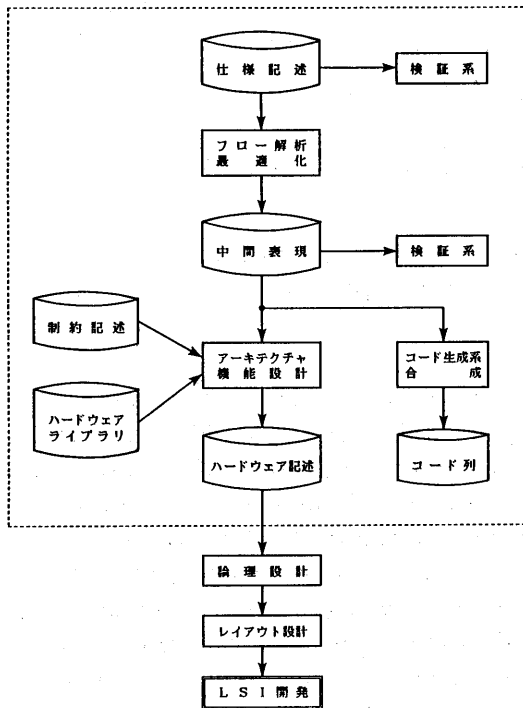 仕様記述
検証系
フロー解析
最適化
中間表現
検証系
制約記述
アーキテクチャ
機能設計
コード生成系
合成
ハードウェア
ライブラリ
ハードウェア記述
コード列
論理設計
レイアウト設計
LSI開発